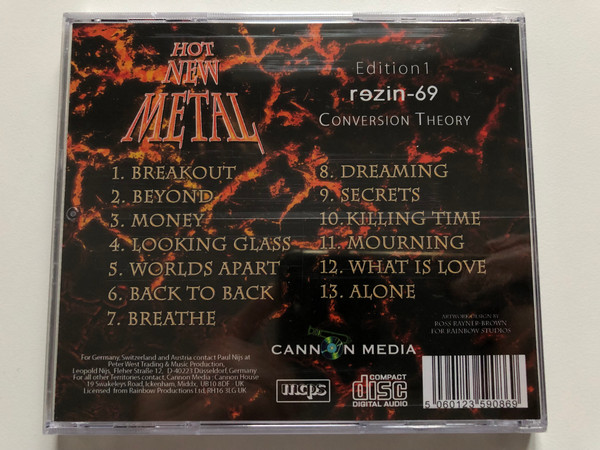 HOT
NEW
METAL
Edition 1
rezin-69
CONVERSION THEORY
1. BREAKOUT
2. BEYOND
3. MONEY
4. LOOKING GLASS
5. WORLDS APART
6. BACK TO BACK
7. BREATHE
8. DREAMING
9. SECRETS
10. KILLING TIME
11. MOURNING
12. WHAT IS LOVE
13. ALONE
ARTWORK DESIGN BY
ROSS RAYNER-BROWN
FOR RAINBOW STUDIOS
CANNON MEDIA
For Germany, Switzerland and Austria contact Paul Nijs at
Peter West Trading & Music Production.
Leopold Nijs, Fleher Straße 12, D-40223 Düsseldorf, Germany
For all other Territories contact: Cannon Media - Cannon House
19 Swakeleys Road, Ickenham, Middx, UB10 8DF - UK
Licensed from Rainbow Productions Ltd, RH16 3LG UK
mcps
COMPACT
disc
DIGITAL AUDIO
5 060123 590869